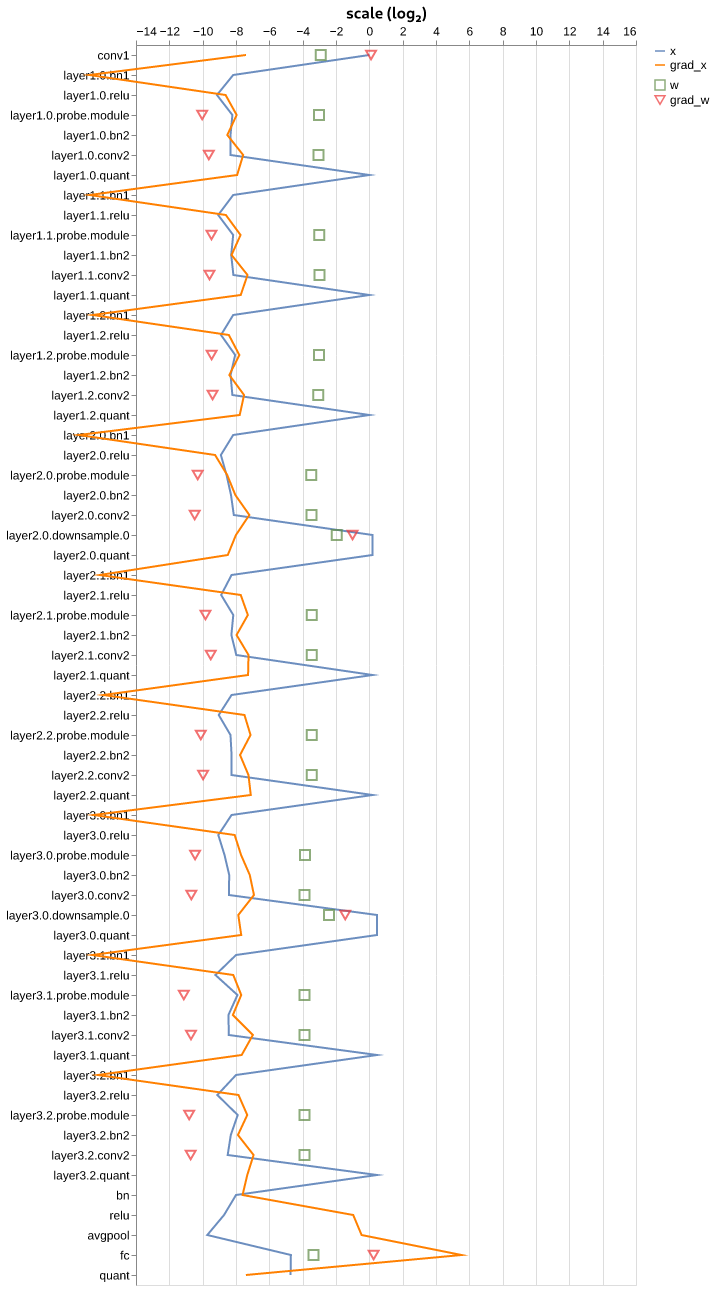 scale (log₂)
−14 −12 −10 −8 −6 −4 −2 0 2 4 6 8 10 12 14 16
x
grad_x
w
grad_w
conv1
layer1.0.bn1
layer1.0.relu
layer1.0.probe.module
layer1.0.bn2
layer1.0.conv2
layer1.0.quant
layer1.1.bn1
layer1.1.relu
layer1.1.probe.module
layer1.1.bn2
layer1.1.conv2
layer1.1.quant
layer1.2.bn1
layer1.2.relu
layer1.2.probe.module
layer1.2.bn2
layer1.2.conv2
layer1.2.quant
layer2.0.bn1
layer2.0.relu
layer2.0.probe.module
layer2.0.bn2
layer2.0.conv2
layer2.0.downsample.0
layer2.0.quant
layer2.1.bn1
layer2.1.relu
layer2.1.probe.module
layer2.1.bn2
layer2.1.conv2
layer2.1.quant
layer2.2.bn1
layer2.2.relu
layer2.2.probe.module
layer2.2.bn2
layer2.2.conv2
layer2.2.quant
layer3.0.bn1
layer3.0.relu
layer3.0.probe.module
layer3.0.bn2
layer3.0.conv2
layer3.0.downsample.0
layer3.0.quant
layer3.1.bn1
layer3.1.relu
layer3.1.probe.module
layer3.1.bn2
layer3.1.conv2
layer3.1.quant
layer3.2.bn1
layer3.2.relu
layer3.2.probe.module
layer3.2.bn2
layer3.2.conv2
layer3.2.quant
bn
relu
avgpool
fc
quant